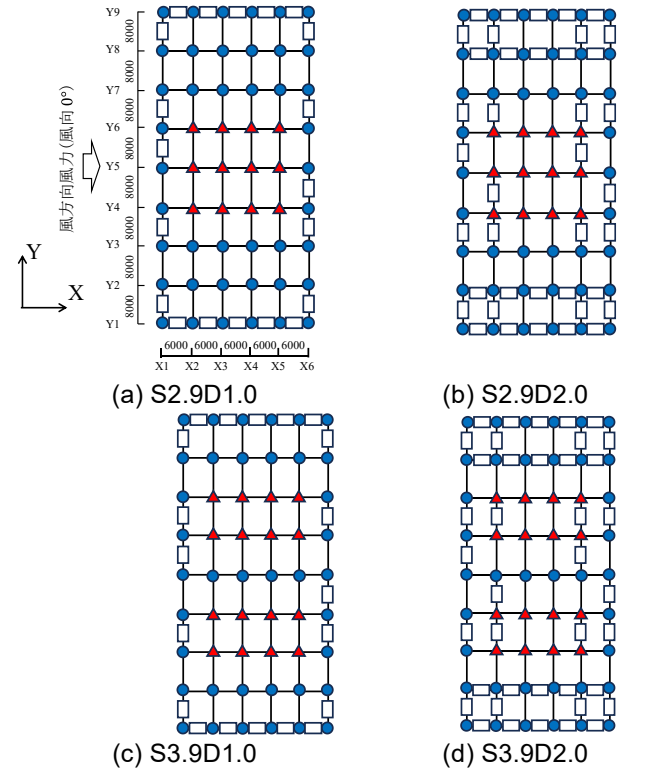 Y9
8000
Y8
8000
Y7
8000
Y6
8000
Y5
8000
Y4
8000
Y3
8000
Y2
8000
Y1
風方向風力(風向0°)
Y
X
6000 6000 6000 6000 6000
X1 X2 X3 X4 X5 X6
(a) S2.9D1.0
(b) S2.9D2.0
(c) S3.9D1.0
(d) S3.9D2.0